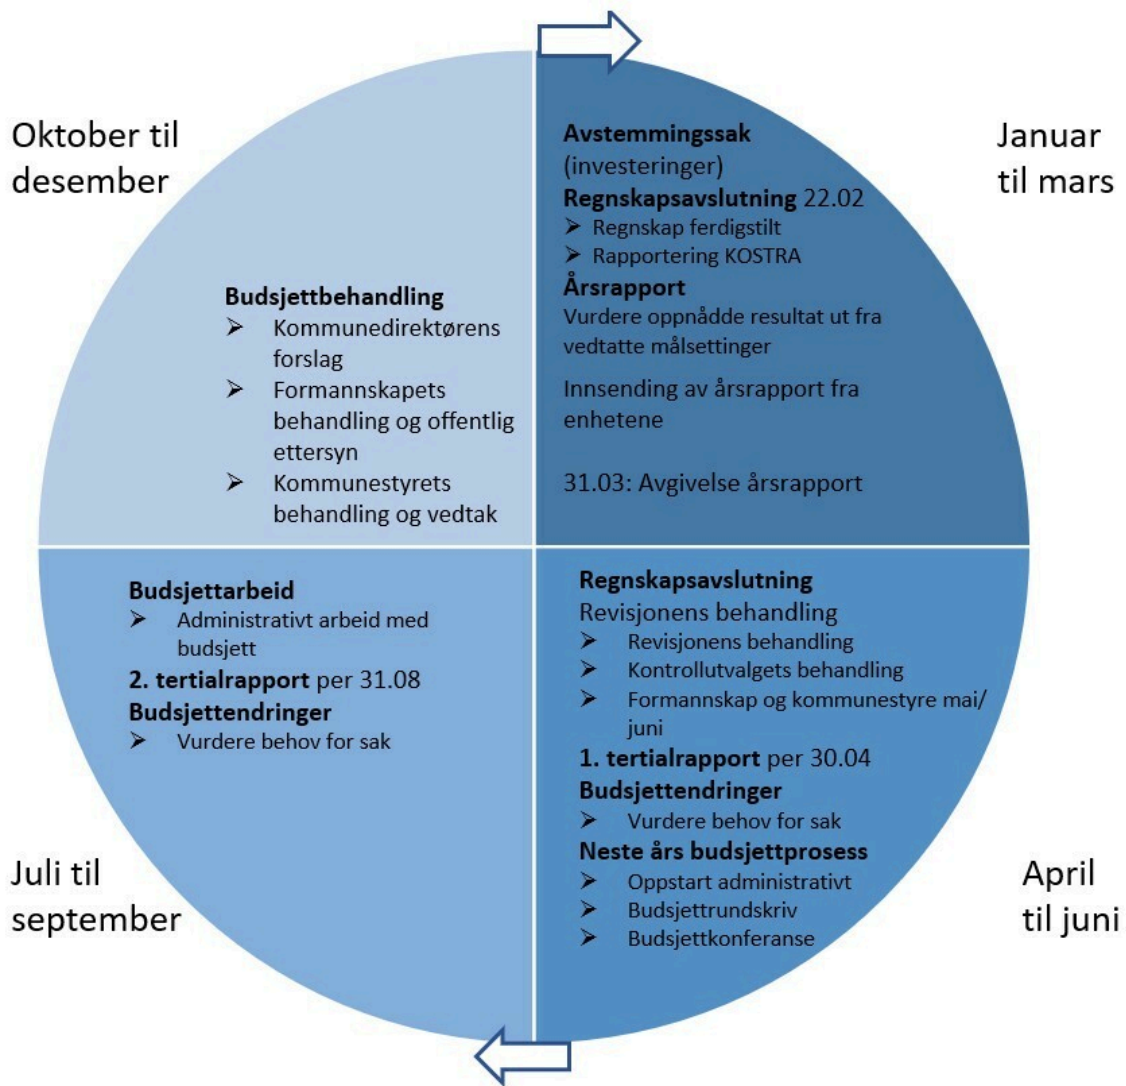 Januar
til mars
Avstemmingssak
(investeringer)
Regnskapsavslutning 22.02
➢ Regnskap ferdigstilt
➢ Rapportering KOSTRA
Årsrapport
Vurdere oppnådde resultat ut fra
vedtatte målsettinger
Innsending av årsrapport fra
enhetene
31.03: Avgivelse årsrapport
April
til juni
Regnskapsavslutning
Revisjonens behandling
➢ Revisjonens behandling
➢ Kontrollutvalgets behandling
➢ Formannskap og kommunestyre mai/
juni
1. tertialrapport per 30.04
Budsjettendringer
➢ Vurdere behov for sak
Neste års budsjettprosess
➢ Oppstart administrativt
➢ Budsjettrundskriv
➢ Budsjettkonferanse
Juli til
september
Budsjettarbeid
➢ Administrativt arbeid med
budsjett
2. tertialrapport per 31.08
Budsjettendringer
➢ Vurdere behov for sak
Oktober til
desember
Budsjettbehandling
➢ Kommunedirektørens
forslag
➢ Formannskapets
behandling og offentlig
ettersyn
➢ Kommunestyrets
behandling og vedtak